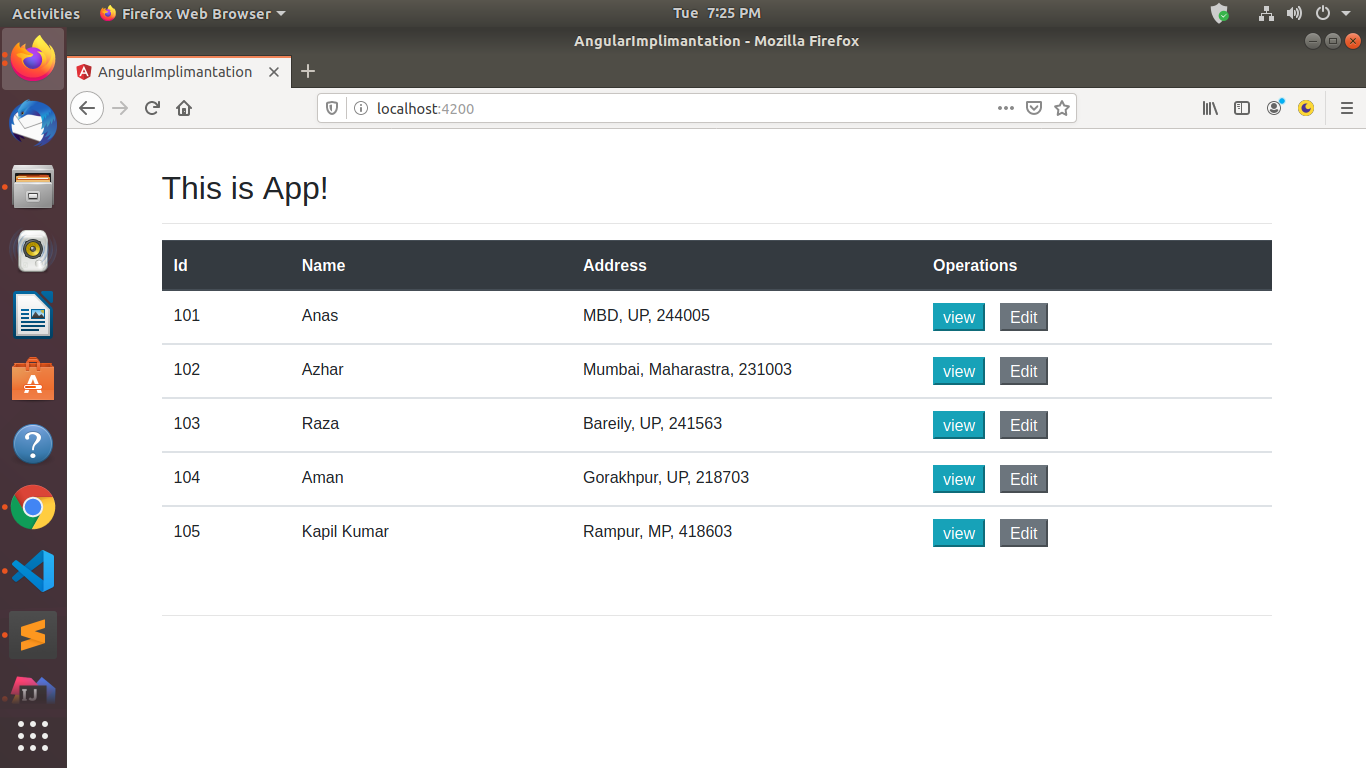 Activities Firefox Web Browser Tue 7:25 PM
AngularImplimantation - Mozilla Firefox
AngularImplimantation
localhost:4200
This is App!
Id Name Address Operations
101 Anas MBD, UP, 244005 view Edit
102 Azhar Mumbai, Maharastra, 231003 view Edit
103 Raza Bareily, UP, 241563 view Edit
104 Aman Gorakhpur, UP, 218703 view Edit
105 Kapil Kumar Rampur, MP, 418603 view Edit
IJ